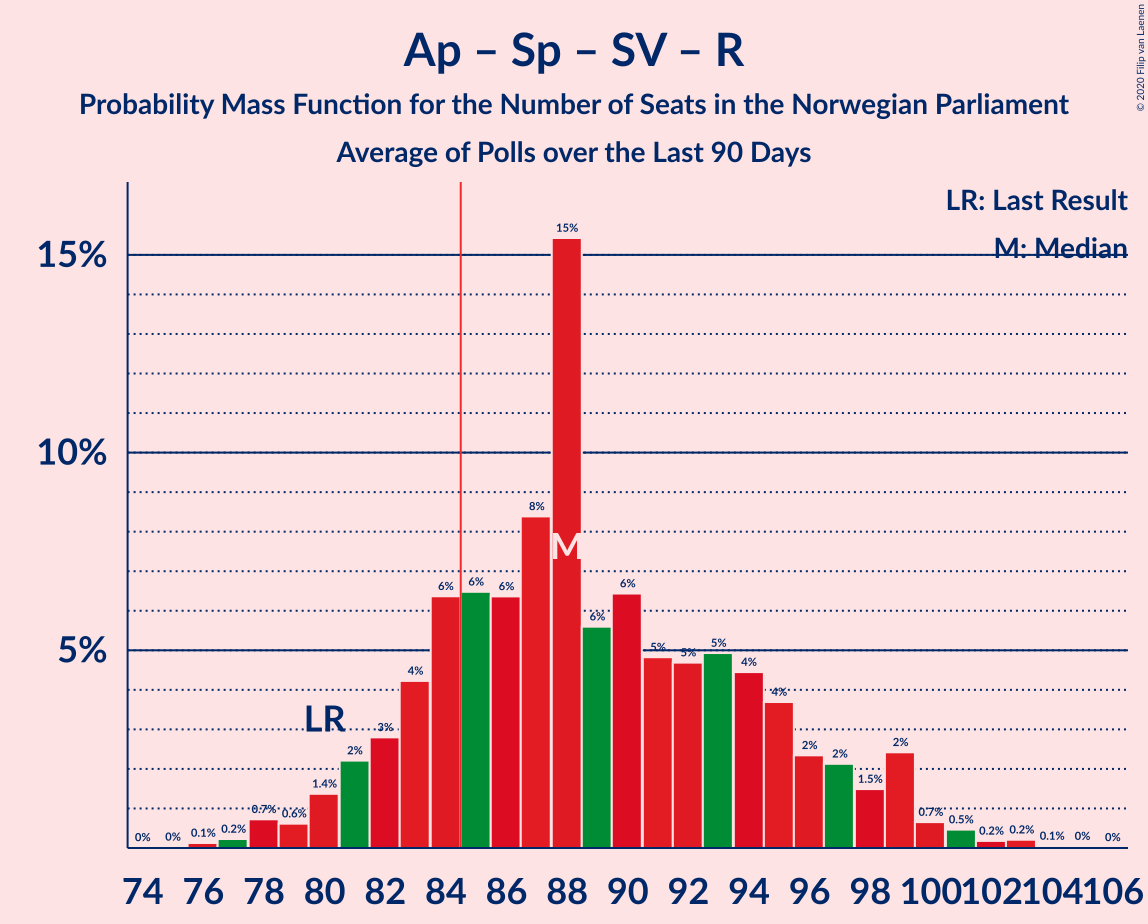 Ap – Sp – SV – R
Probability Mass Function for the Number of Seats in the Norwegian Parliament
Average of Polls over the Last 90 Days
© 2020 Filip van Laenen
LR: Last Result
M: Median
15%
10%
5%
0% 0% 0.1% 0.2% 0.7% 0.6% 1.4% 2% 3% 4% 6% 6% 6% 8% 15% 6% 6% 5% 5% 5% 4% 4% 2% 2% 1.5% 2% 0.7% 0.5% 0.2% 0.2% 0.1% 0% 0%
LR
M
74 76 78 80 82 84 86 88 90 92 94 96 98 100 102 104 106